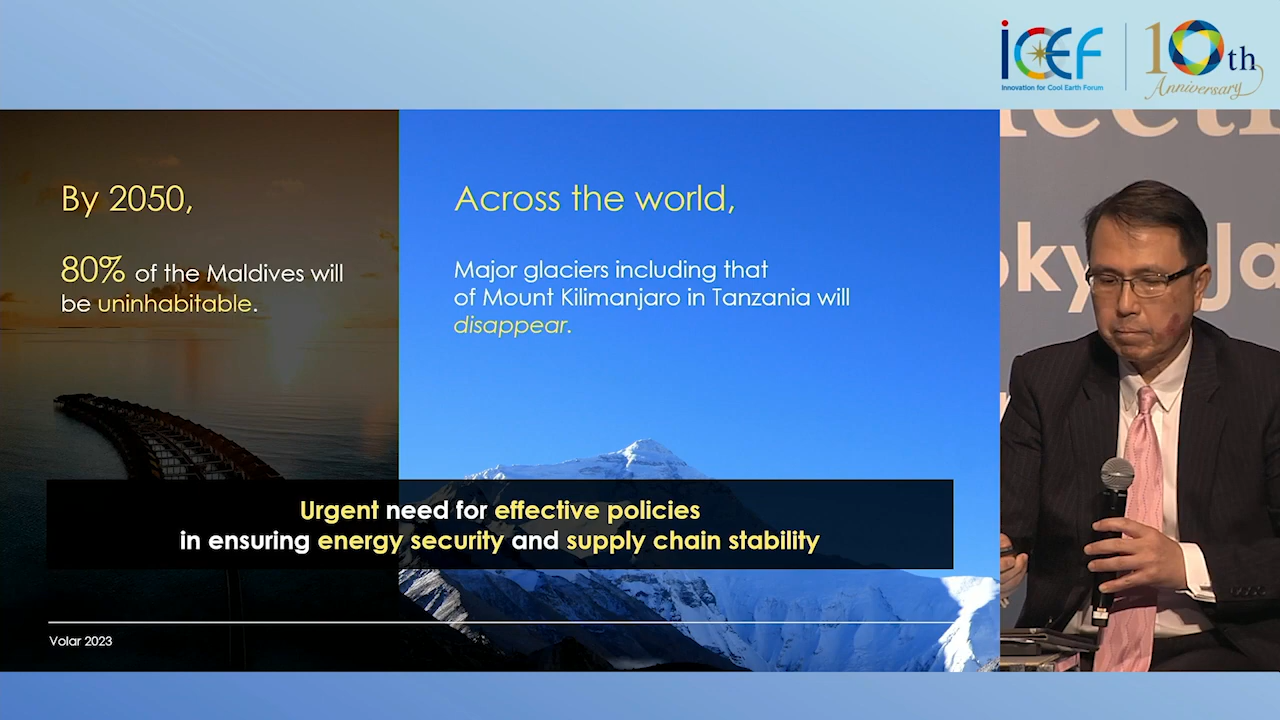 iCEF
Innovation for Cool Earth Forum
10th
Anniversary
By 2050,
80% of the Maldives will
be uninhabitable.
Across the world,
Major glaciers including that
of Mount Kilimanjaro in Tanzania will
disappear.
Urgent need for effective policies
in ensuring energy security and supply chain stability
Volar 2023